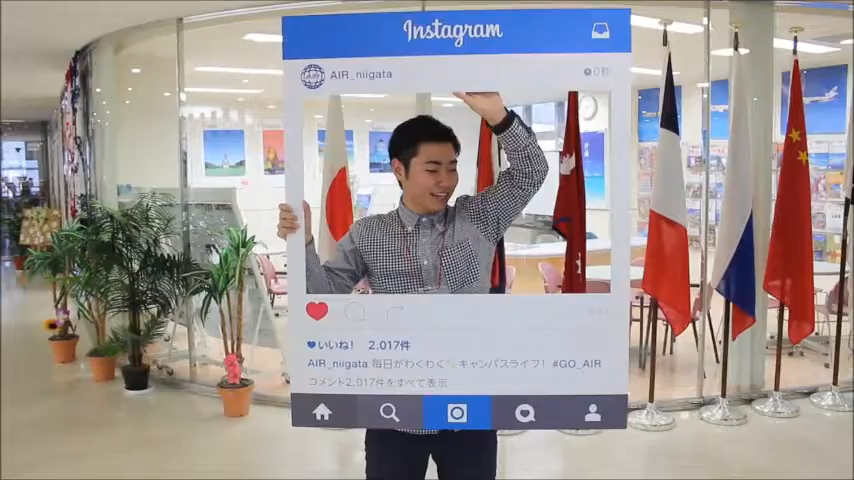 Instagram
AIR_niigata
0秒
いいね! 2,017件
AIR_niigata 毎日がわくわく キャンパスライフ! #GO_AIR
コメント2,017件をすべて表示